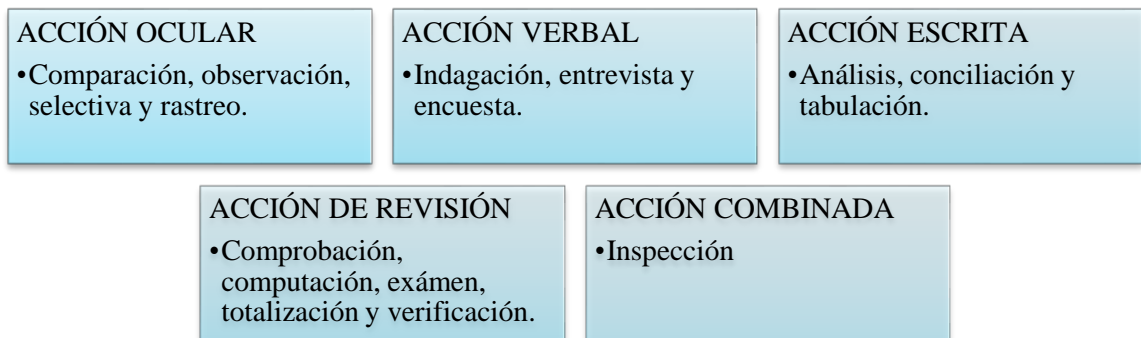 ACCIÓN OCULAR
•Comparación, observación,
selectiva y rastreo.
ACCIÓN VERBAL
•Indagación, entrevista y
encuesta.
ACCIÓN ESCRITA
•Análisis, conciliación y
tabulación.
ACCIÓN DE REVISIÓN
•Comprobación,
computación, exámen,
totalización y verificación.
ACCIÓN COMBINADA
•Inspección